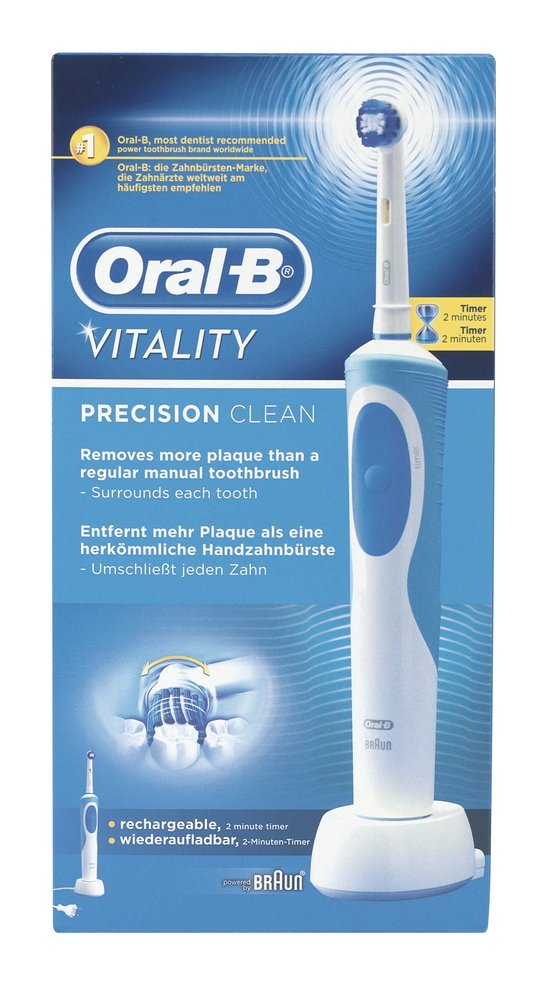 #1
Oral-B, most dentist recommended
power toothbrush brand worldwide
Oral-B: die Zahnbürsten-Marke,
die Zahnärzte weltweit am
häufigsten empfehlen
Oral-B®
VITALITY
Timer
2 minutes
Timer
2 minuten
PRECISION CLEAN
Removes more plaque than a
regular manual toothbrush
- Surrounds each tooth
Entfernt mehr Plaque als eine
herkömmliche Handzahnbürste
- Umschließt jeden Zahn
timer
Oral-B
BRAUN
• rechargeable, 2 minute timer
• wiederaufladbar, 2-Minuten-Timer
powered
by BRAUN